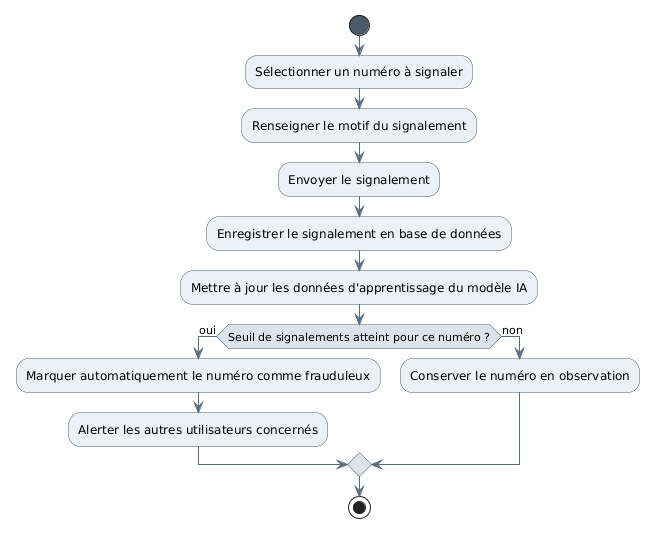 Sélectionner un numéro à signaler
Renseigner le motif du signalement
Envoyer le signalement
Enregistrer le signalement en base de données
Mettre à jour les données d'apprentissage du modèle IA
oui
Seuil de signalements atteint pour ce numéro ?
non
Marquer automatiquement le numéro comme frauduleux
Conserver le numéro en observation
Alerter les autres utilisateurs concernés